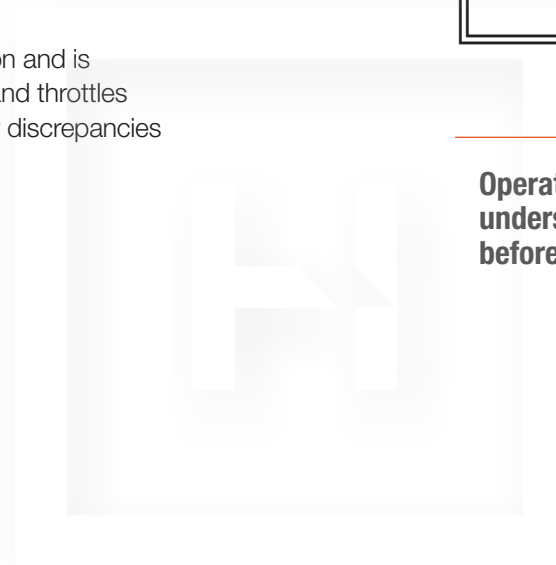 on and is
and throttles
discrepancies
Operat
unders
before